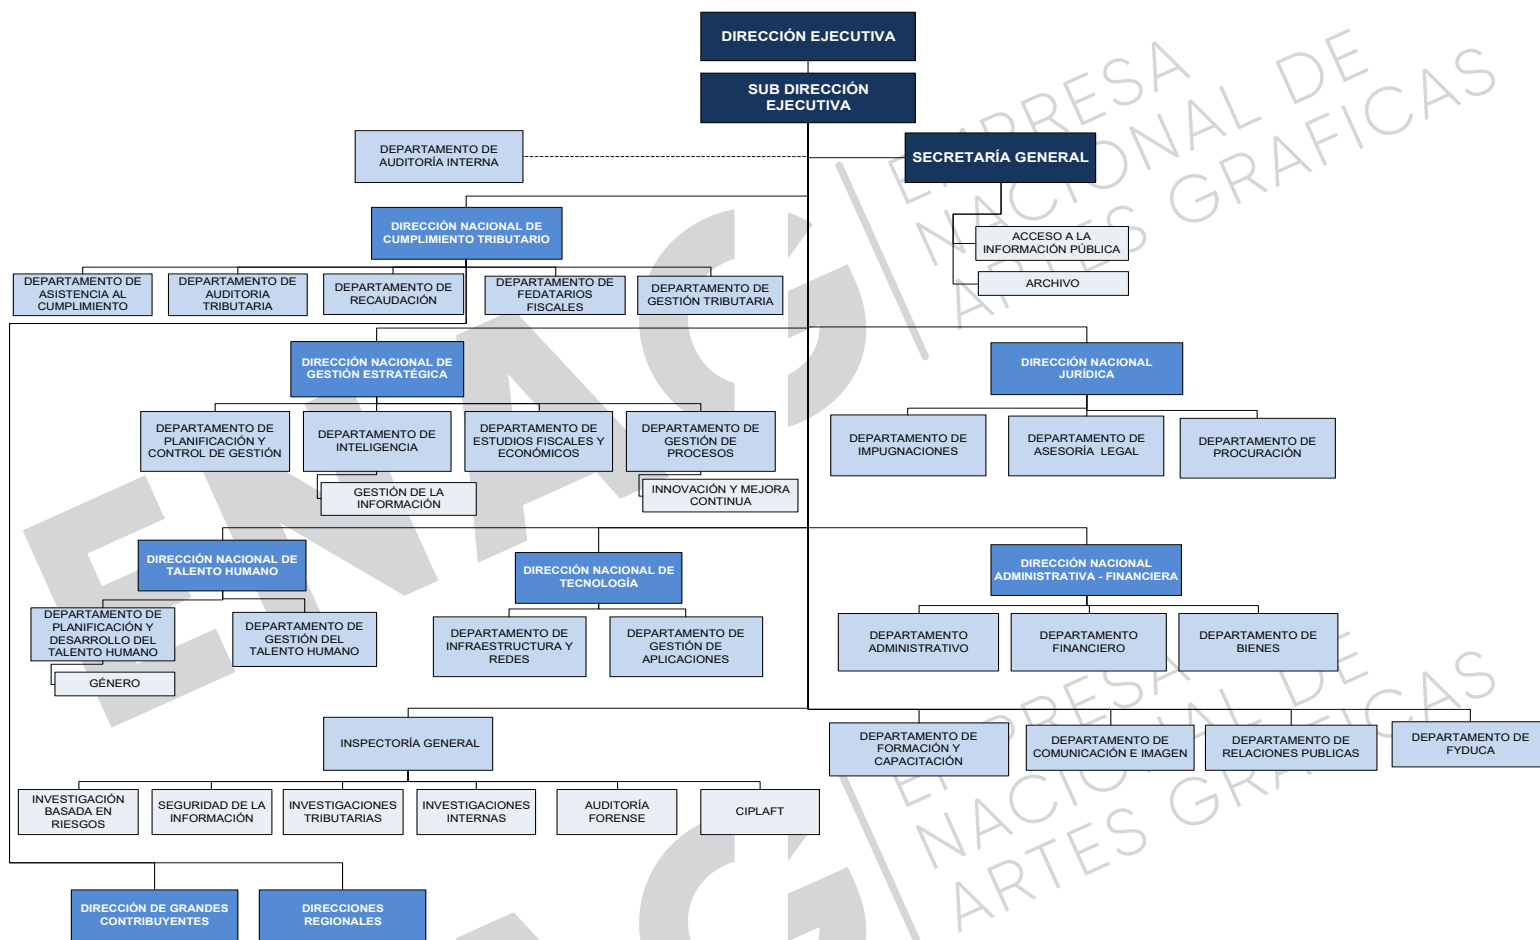 DIRECCIÓN EJECUTIVA
SUB DIRECCIÓN
EJECUTIVA
DEPARTAMENTO DE
AUDITORÍA INTERNA
SECRETARÍA GENERAL
DIRECCIÓN NACIONAL DE
CUMPLIMIENTO TRIBUTARIO
ACCESO A LA
INFORMACIÓN PÚBLICA
ARCHIVO
DEPARTAMENTO DE
ASISTENCIA AL
CUMPLIMIENTO
DEPARTAMENTO DE
AUDITORIA
TRIBUTARIA
DEPARTAMENTO DE
RECAUDACIÓN
DEPARTAMENTO DE
FEDATARIOS
FISCALES
DEPARTAMENTO DE
GESTIÓN TRIBUTARIA
DIRECCIÓN NACIONAL DE
GESTIÓN ESTRATÉGICA
DIRECCIÓN NACIONAL
JURÍDICA
DEPARTAMENTO DE
PLANIFICACIÓN Y
CONTROL DE GESTIÓN
DEPARTAMENTO DE
INTELIGENCIA
DEPARTAMENTO DE
ESTUDIOS FISCALES Y
ECONÓMICOS
DEPARTAMENTO DE
GESTIÓN DE
PROCESOS
DEPARTAMENTO DE
IMPUGNACIONES
DEPARTAMENTO DE
ASESORÍA LEGAL
DEPARTAMENTO DE
PROCURACIÓN
GESTIÓN DE LA
INFORMACIÓN
INNOVACIÓN Y MEJORA
CONTINUA
DIRECCIÓN NACIONAL DE
TALENTO HUMANO
DIRECCIÓN NACIONAL DE
TECNOLOGÍA
DIRECCIÓN NACIONAL
ADMINISTRATIVA - FINANCIERA
DEPARTAMENTO DE
PLANIFICACIÓN Y
DESARROLLO DEL
TALENTO HUMANO
DEPARTAMENTO DE
GESTIÓN DEL
TALENTO HUMANO
DEPARTAMENTO DE
INFRAESTRUCTURA Y
REDES
DEPARTAMENTO DE
GESTIÓN DE
APLICACIONES
DEPARTAMENTO
ADMINISTRATIVO
DEPARTAMENTO
FINANCIERO
DEPARTAMENTO DE
BIENES
GÉNERO
INSPECTORÍA GENERAL
DEPARTAMENTO DE
FORMACIÓN Y
CAPACITACIÓN
DEPARTAMENTO DE
COMUNICACIÓN E IMAGEN
DEPARTAMENTO DE
RELACIONES PUBLICAS
DEPARTAMENTO DE
FYDUCA
INVESTIGACIÓN
BASADA EN
RIESGOS
SEGURIDAD DE LA
INFORMACIÓN
INVESTIGACIONES
TRIBUTARIAS
INVESTIGACIONES
INTERNAS
AUDITORÍA
FORENSE
CIPLAFT
DIRECCIÓN DE GRANDES
CONTRIBUYENTES
DIRECCIONES
REGIONALES
ENAG
EMPRESA
NACIONAL DE
ARTES GRAFICAS
ENAG
EMPRESA
NACIONAL DE
ARTES GRAFICAS